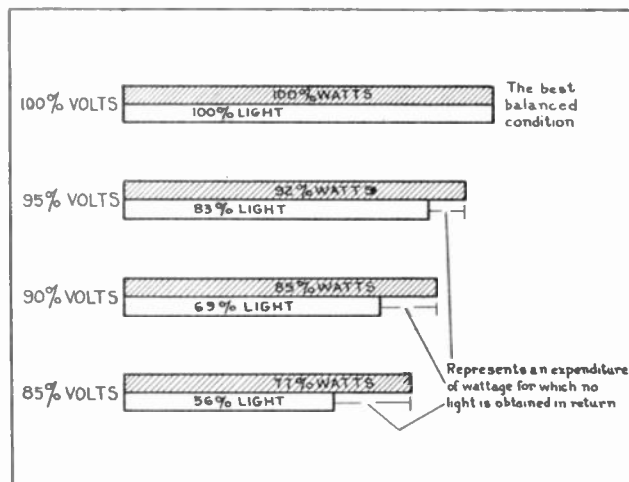 100% VOLTS
100% WATTS
100% LIGHT
The best
balanced
condition
95% VOLTS
92% WATTS
83% LIGHT
90% VOLTS
85% WATTS
69% LIGHT
85% VOLTS
77% WATTS
56% LIGHT
Represents an expenditure
of wattage for which no
light is obtained in return